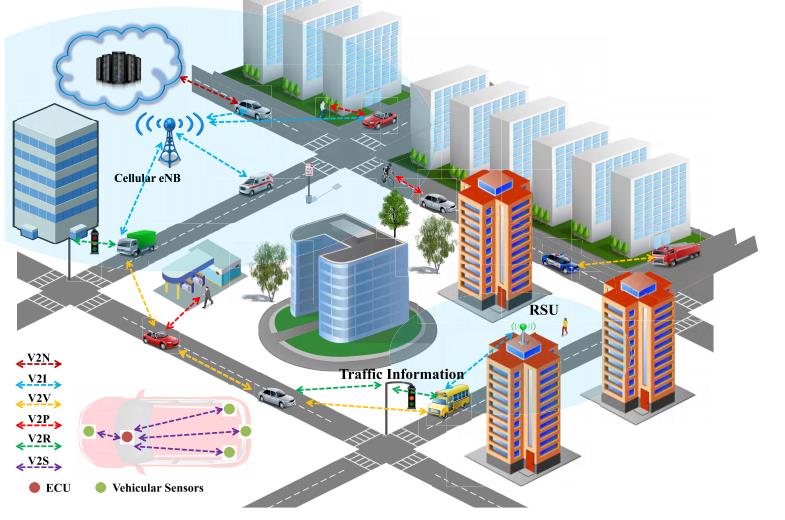 Cellular eNB
RSU
Traffic Information
V2N
V2I
V2V
V2P
V2R
V2S
ECU
Vehicular Sensors